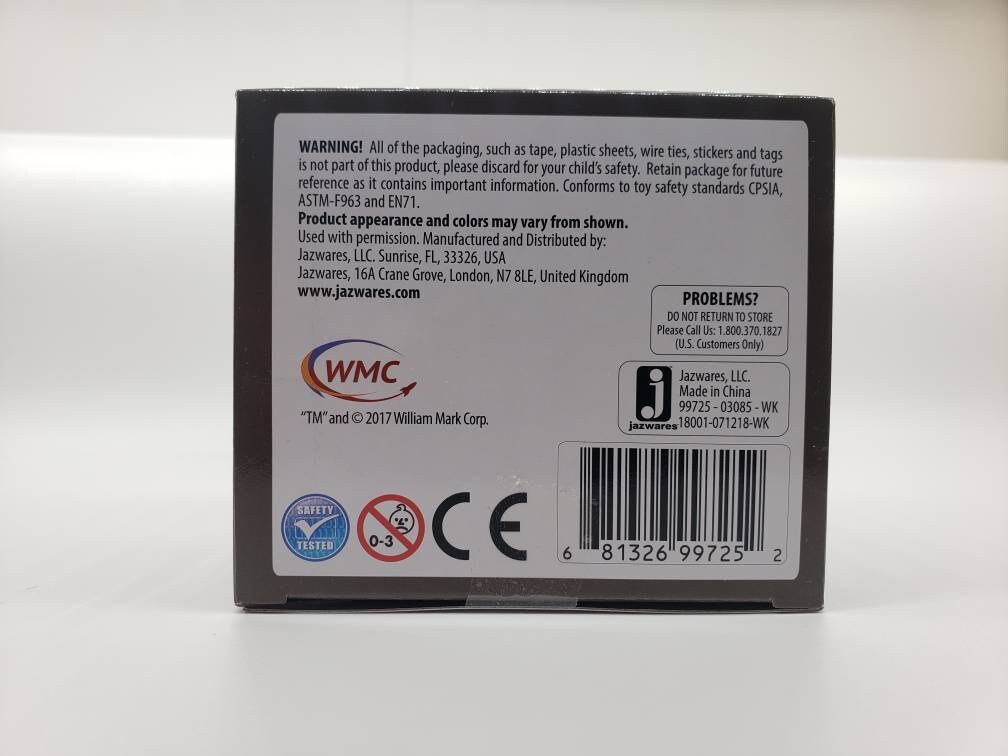 WARNING! All of the packaging, such as tape, plastic sheets, wire ties, stickers and tags
is not part of this product, please discard for your child's safety. Retain package for future
reference as it contains important information. Conforms to toy safety standards CPSIA,
ASTM-F963 and EN71.
Product appearance and colors may vary from shown.
Used with permission. Manufactured and Distributed by:
Jazwares, LLC. Sunrise, FL, 33326, USA
Jazwares, 16A Crane Grove, London, N7 8LE, United Kingdom
www.jazwares.com
PROBLEMS?
DO NOT RETURN TO STORE
Please Call Us: 1.800.370.1827
(U.S. Customers Only)
WMC
"TM" and © 2017 William Mark Corp.
j
jazwares
Jazwares, LLC.
Made in China
99725 - 03085 - WK
18001-071218-WK
SAFETY
TESTED
0-3
CE
6 81326 99725 2